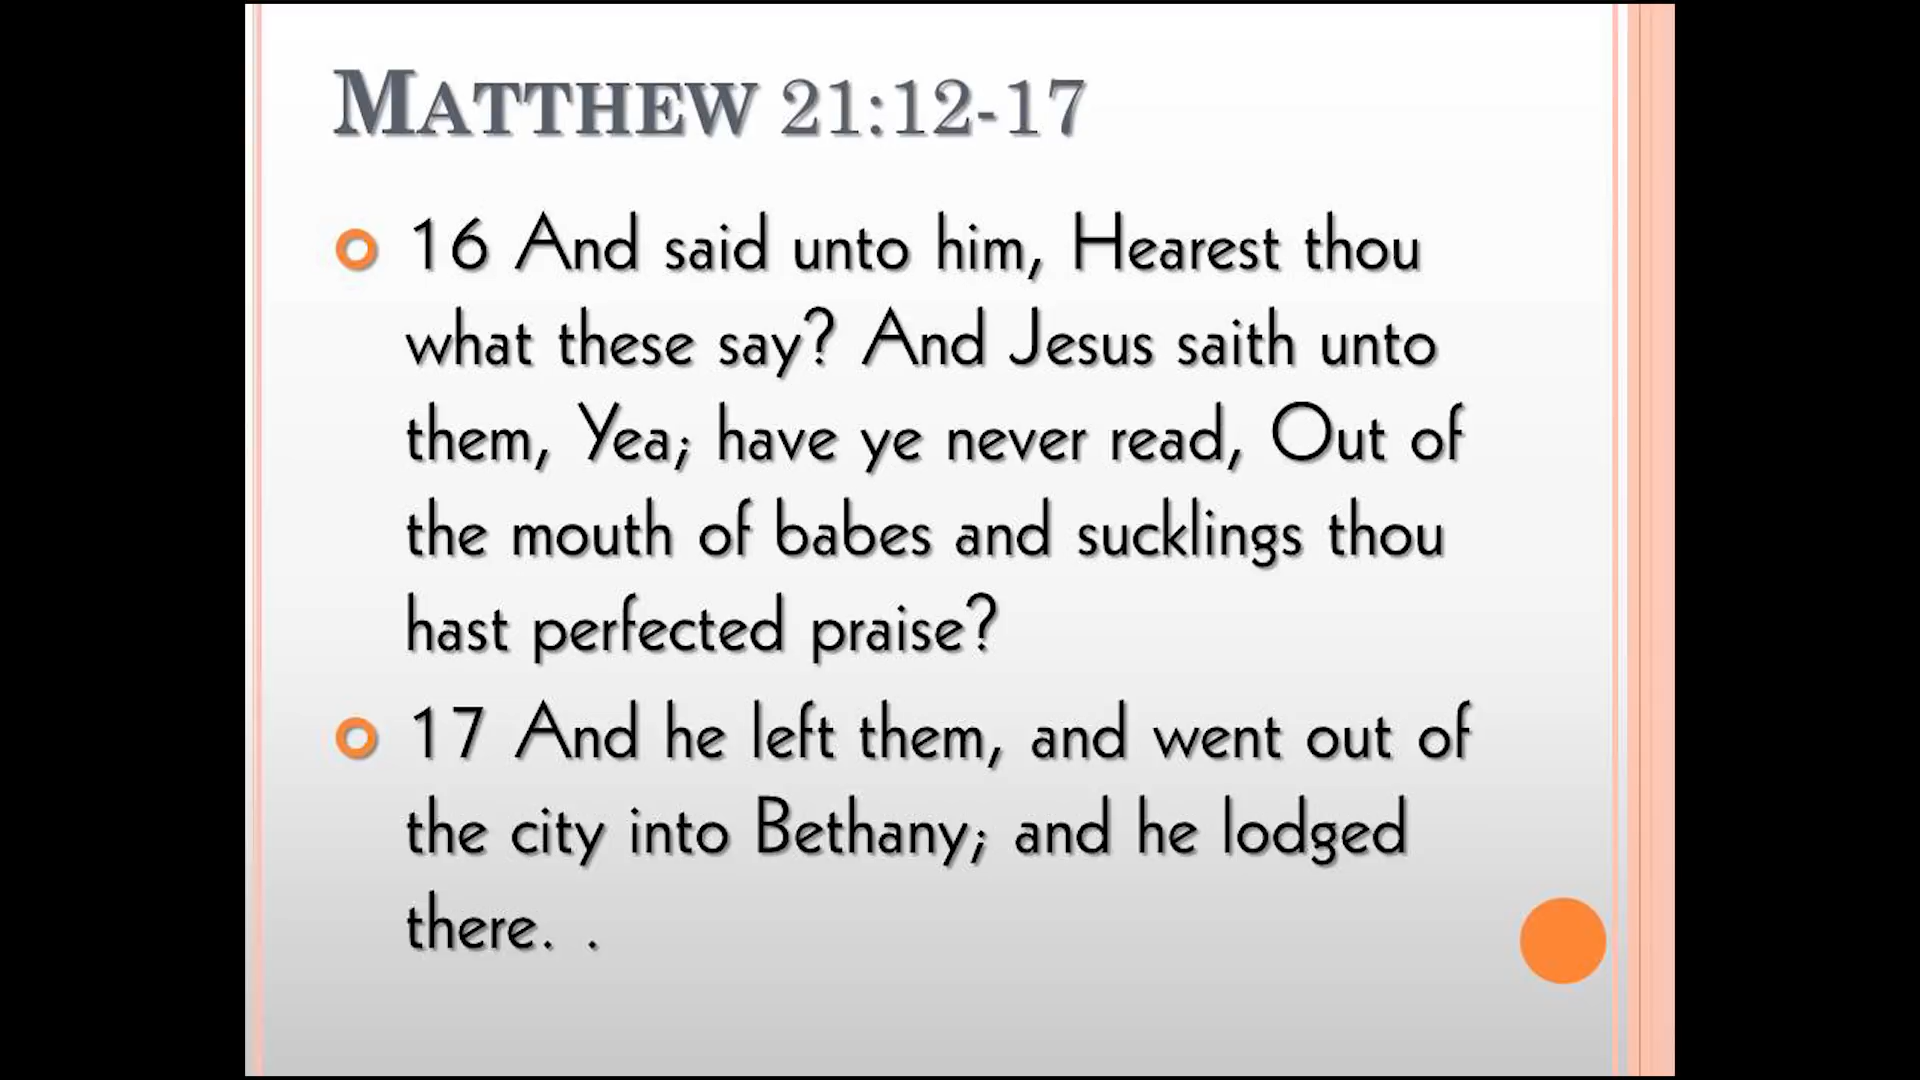 MATTHEW 21:12-17
16 And said unto him, Hearest thou
what these say? And Jesus saith unto
them, Yea; have ye never read, Out of
the mouth of babes and sucklings thou
hast perfected praise?
17 And he left them, and went out of
the city into Bethany; and he lodged
there. .